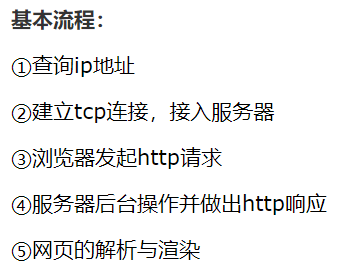 基本流程：
①查询ip地址
②建立tcp连接，接入服务器
③浏览器发起http请求
④服务器后台操作并做出http响应
⑤网页的解析与渲染